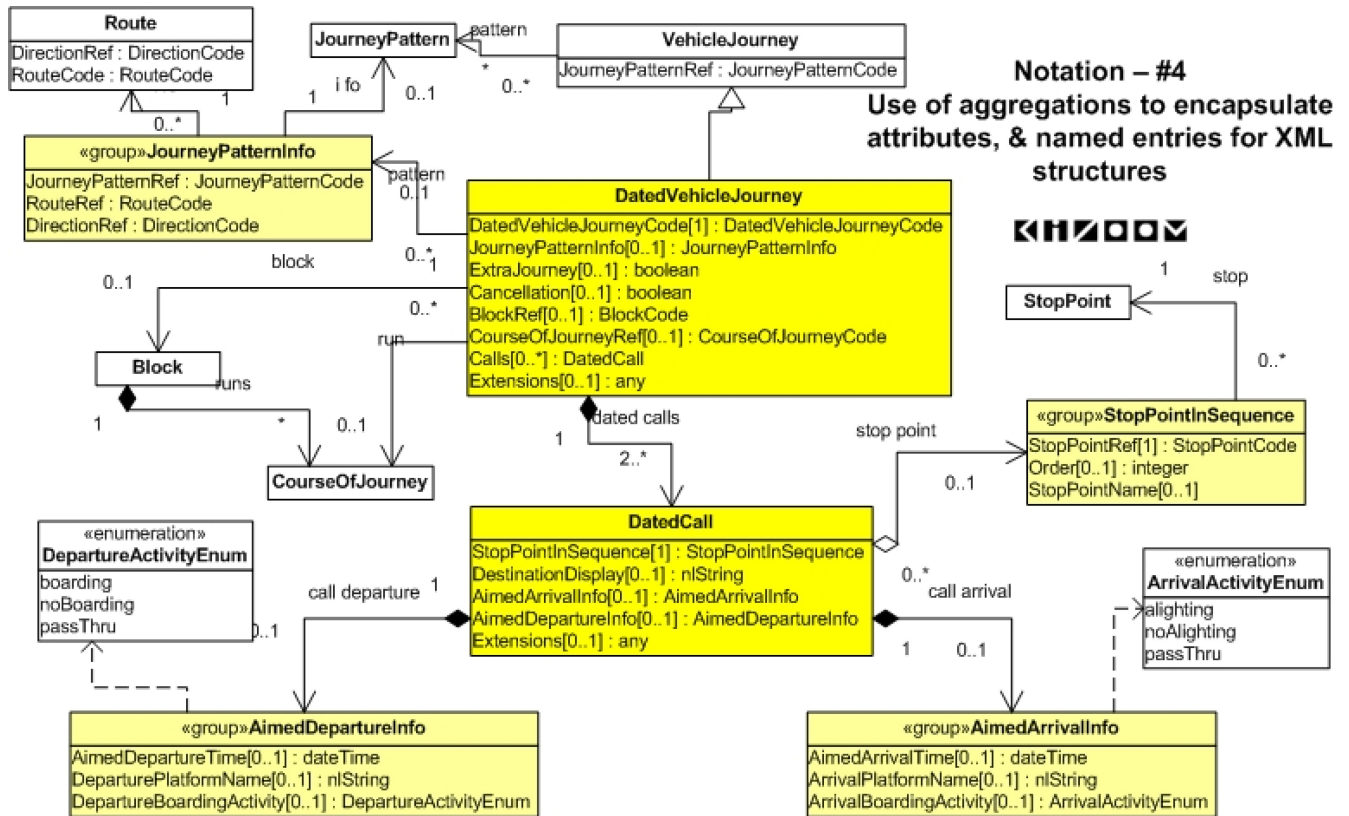 Route
DirectionRef : DirectionCode
RouteCode : RouteCode
JourneyPattern
pattern
VehicleJourney
JourneyPatternRef : JourneyPatternCode
Notation – #4
Use of aggregations to encapsulate
attributes, & named entries for XML
structures
1
0..*
1
i fo
0..1
*
0..*
«group»JourneyPatternInfo
JourneyPatternRef : JourneyPatternCode
RouteRef : RouteCode
DirectionRef : DirectionCode
pattern
0..1
0..*
1
DatedVehicleJourney
DatedVehicleJourneyCode[1] : DatedVehicleJourneyCode
JourneyPatternInfo[0..1] : JourneyPatternInfo
ExtraJourney[0..1] : boolean
Cancellation[0..1] : boolean
BlockRef[0..1] : BlockCode
CourseOfJourneyRef[0..1] : CourseOfJourneyCode
Calls[0..*] : DatedCall
Extensions[0..1] : any
KIZOOM
block
0..1
0..*
run
1
stop
StopPoint
0..*
Block
runs
1
*
0..1
CourseOfJourney
dated calls
1
2..*
stop point
0..1
«group»StopPointInSequence
StopPointRef[1] : StopPointCode
Order[0..1] : integer
StopPointName[0..1]
«enumeration»
DepartureActivityEnum
boarding
noBoarding
passThru
0..1
call departure
1
DatedCall
StopPointInSequence[1] : StopPointInSequence
DestinationDisplay[0..1] : nlString
AimedArrivalInfo[0..1] : AimedArrivalInfo
AimedDepartureInfo[0..1] : AimedDepartureInfo
Extensions[0..1] : any
0..*
call arrival
1
0..1
«enumeration»
ArrivalActivityEnum
alighting
noAlighting
passThru
«group»AimedDepartureInfo
AimedDepartureTime[0..1] : dateTime
DeparturePlatformName[0..1] : nlString
DepartureBoardingActivity[0..1] : DepartureActivityEnum
«group»AimedArrivalInfo
AimedArrivalTime[0..1] : dateTime
ArrivalPlatformName[0..1] : nlString
ArrivalBoardingActivity[0..1] : ArrivalActivityEnum